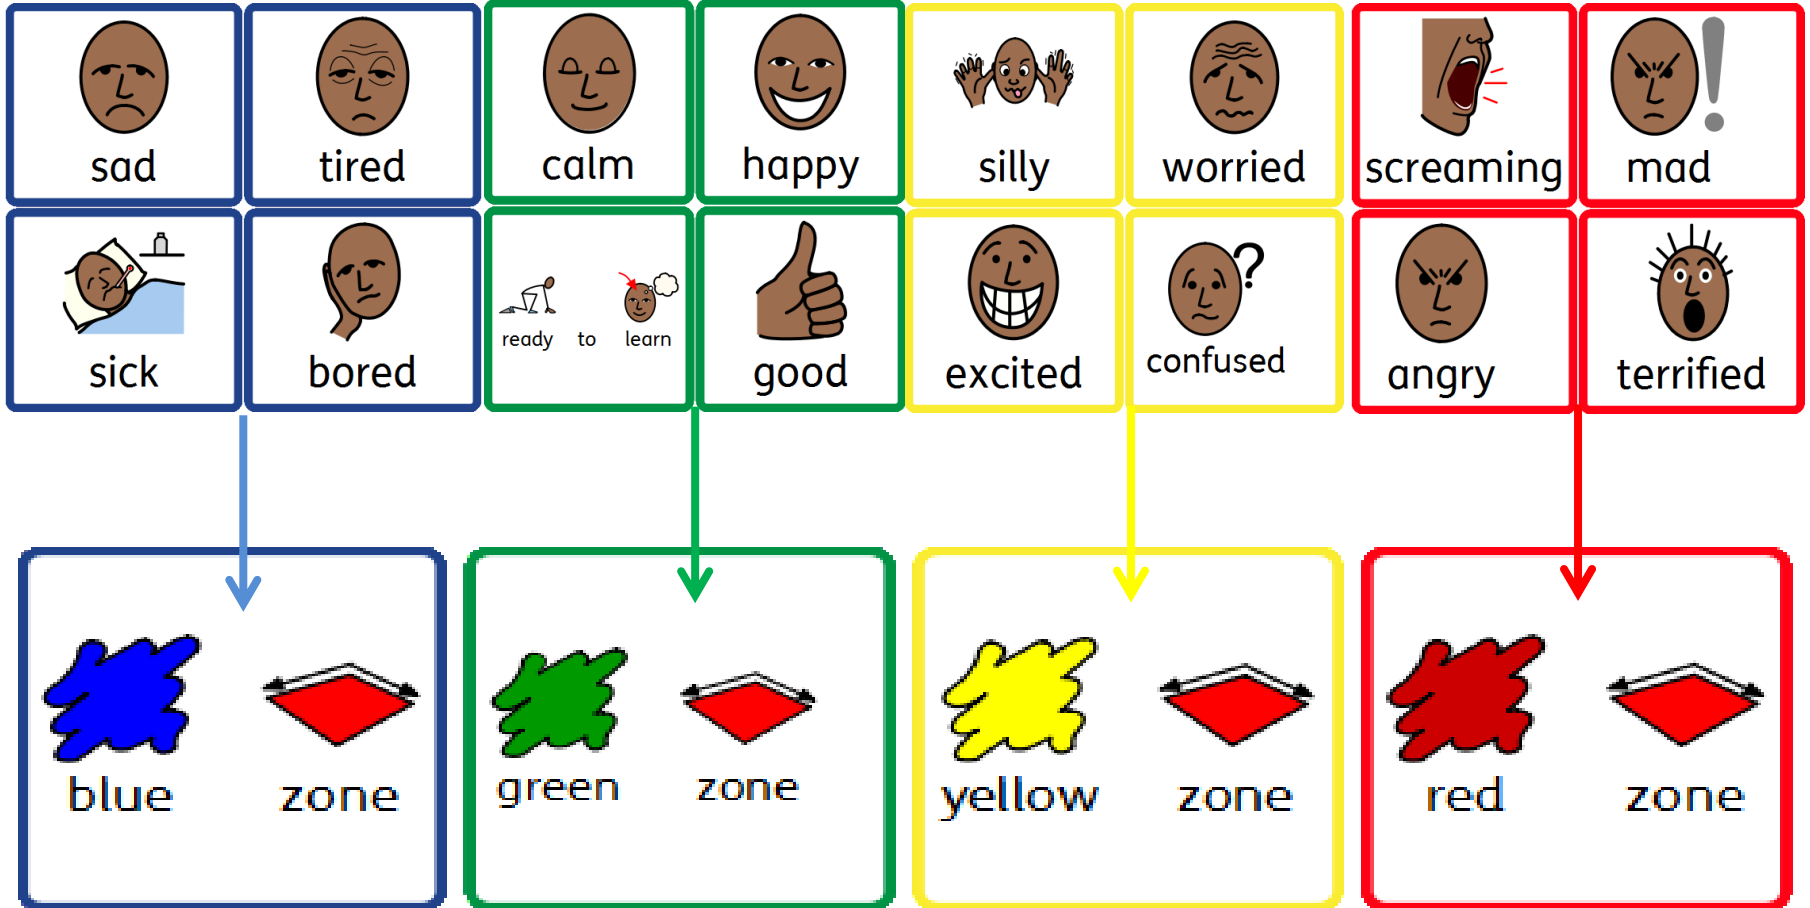 sad
tired
calm
happy
silly
worried
screaming
mad
sick
bored
ready to learn
good
excited
confused
angry
terrified
blue zone
green zone
yellow zone
red zone